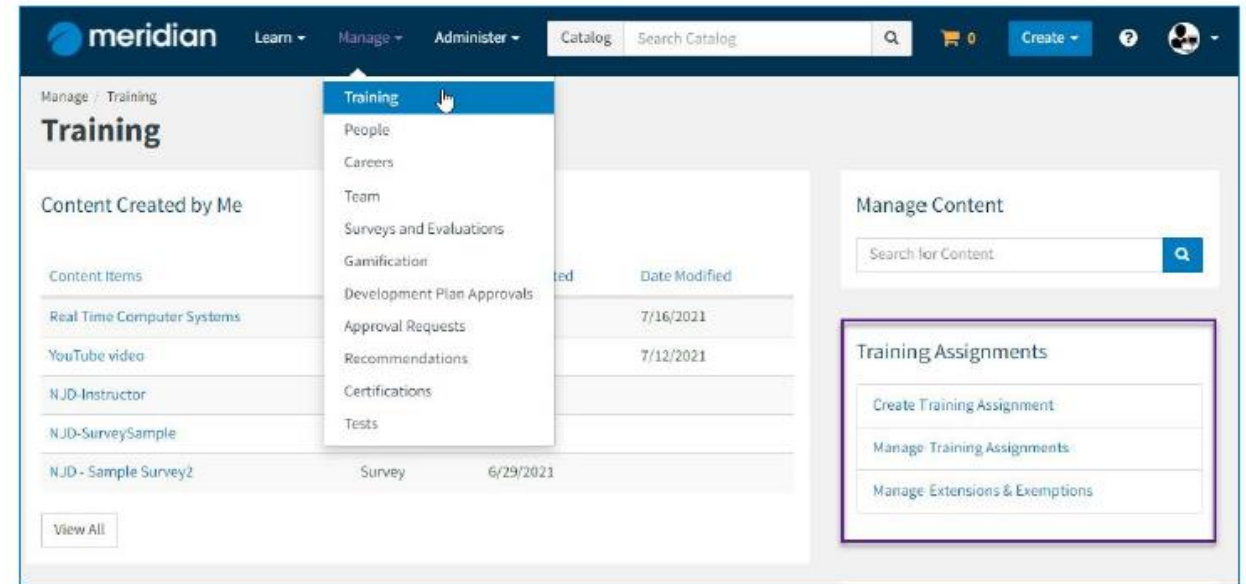 meridian Learn Manage Administer Catalog Search Catalog 0 Create ?
Manage / Training
Training
Training
People
Careers
Team
Surveys and Evaluations
Gamification
Development Plan Approvals
Approval Requests
Recommendations
Certifications
Tests
Content Created by Me
Content Items ted Date Modified
Real Time Computer Systems 7/16/2021
YouTube video 7/12/2021
NJD-Instructor
NJD-SurveySample
NJD - Sample Survey2 Survey 6/29/2021
View All
Manage Content
Search for Content
Training Assignments
Create Training Assignment
Manage Training Assignments
Manage Extensions & Exemptions